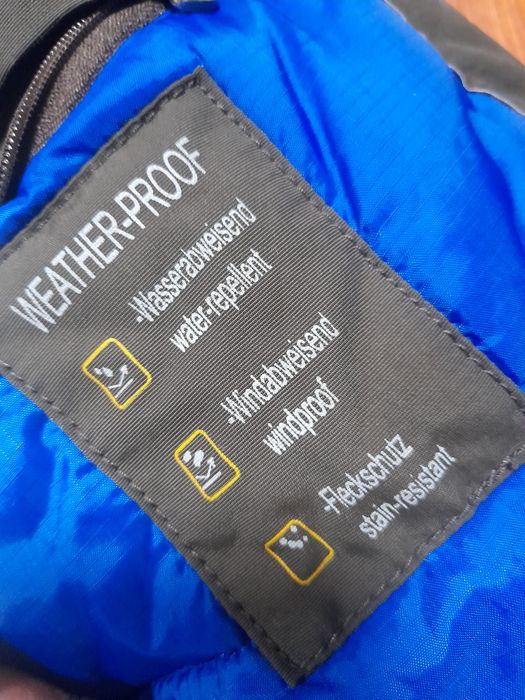 WEATHER-PROOF
-Wasserabweisend
water-repellent
-Windabweisend
windproof
-Fleckschutz
stain-resistant